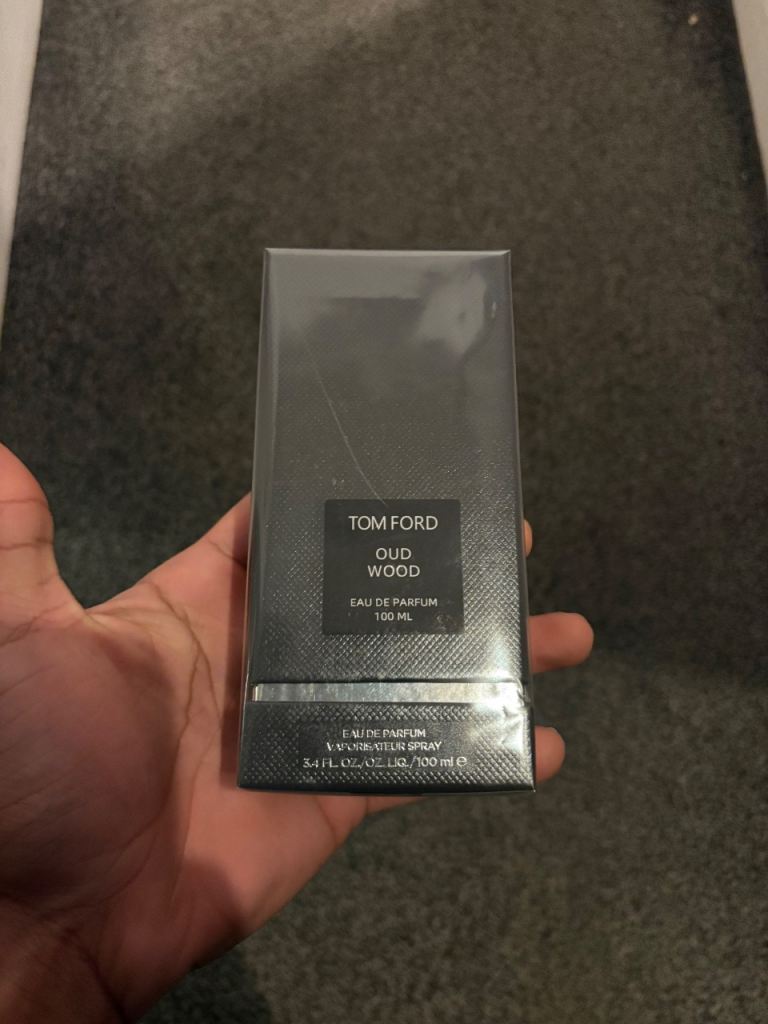 TOM FORD
OUD
WOOD
EAU DE PARFUM
100 ML
EAU DE PARFUM
VAPORISATEUR SPRAY
3.4 FL. OZ./OZ. LIQ./100 ml ℮